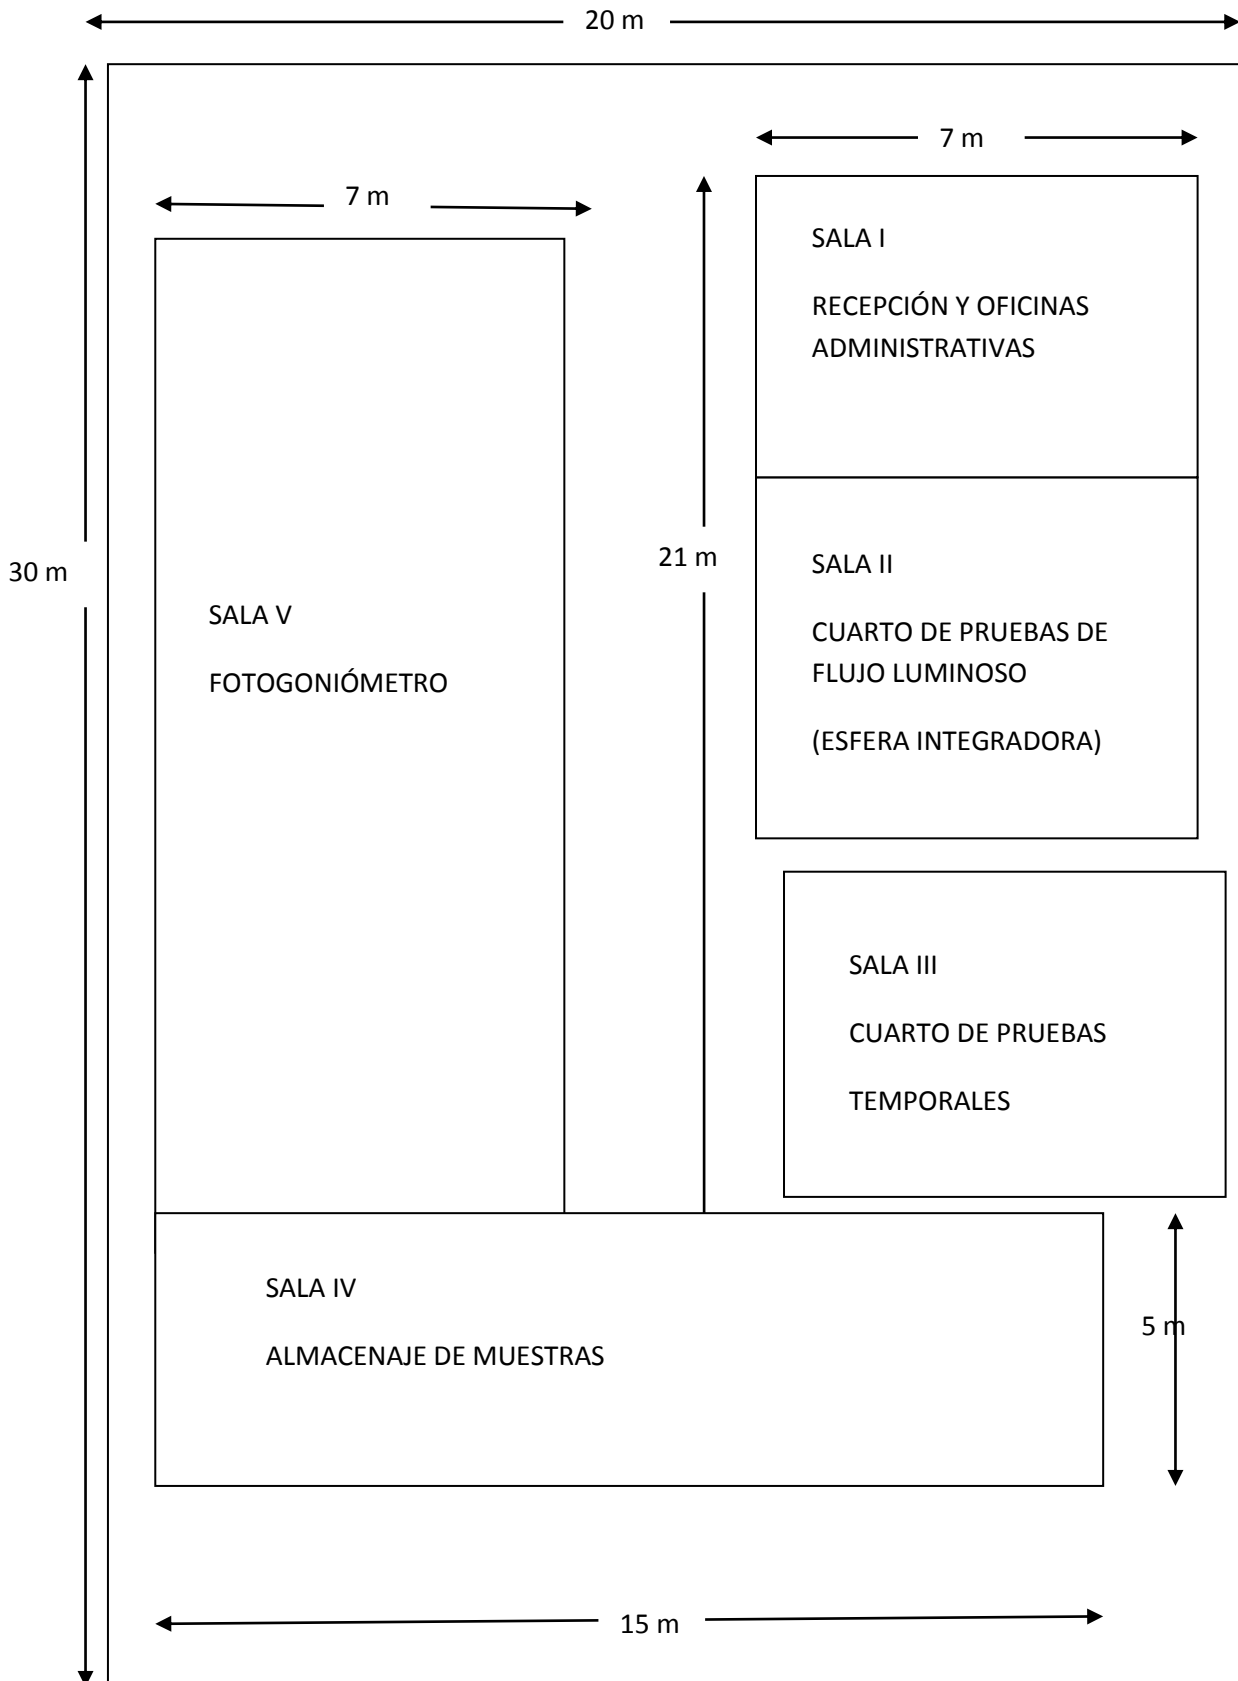 20 m
7 m
7 m
SALA I
RECEPCIÓN Y OFICINAS
ADMINISTRATIVAS
30 m
21 m
SALA II
CUARTO DE PRUEBAS DE
FLUJO LUMINOSO
(ESFERA INTEGRADORA)
SALA V
FOTOGONIÓMETRO
SALA III
CUARTO DE PRUEBAS
TEMPORALES
SALA IV
ALMACENAJE DE MUESTRAS
5 m
15 m